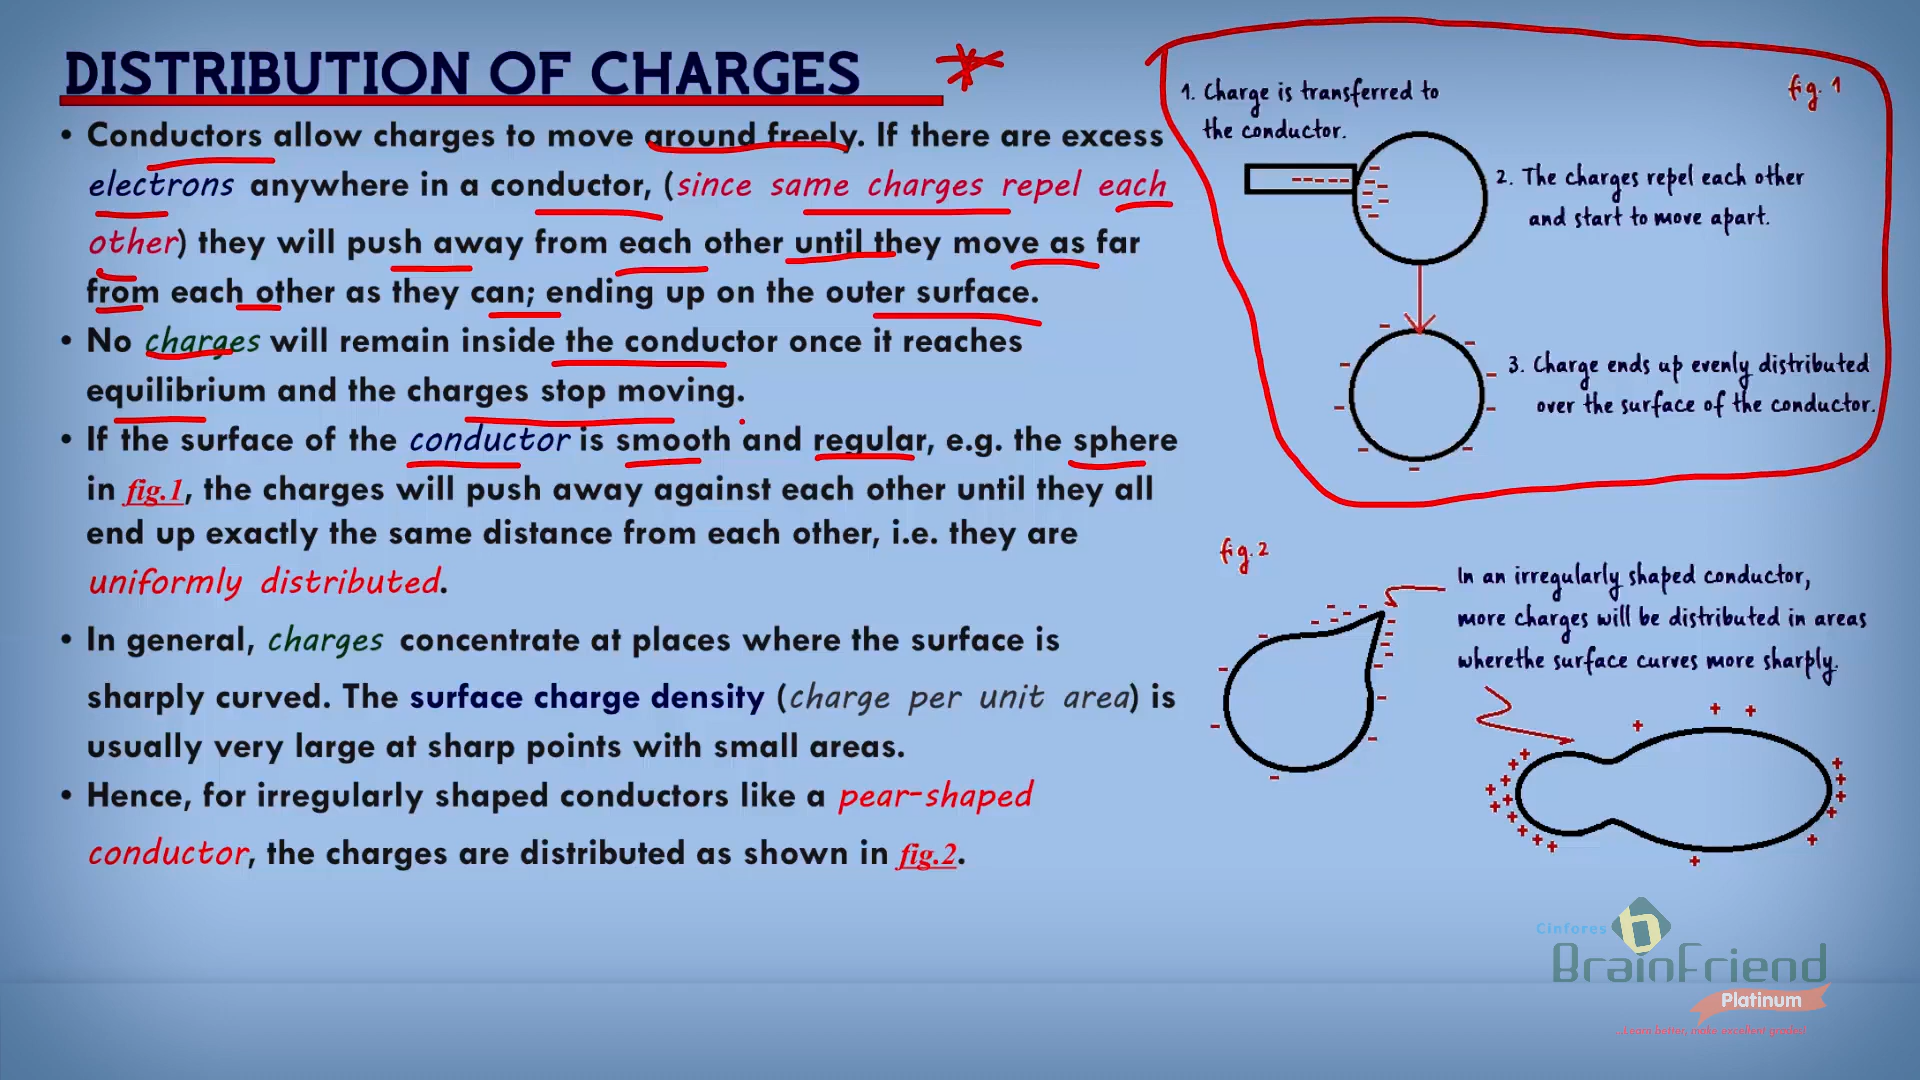 DISTRIBUTION OF CHARGES
• Conductors allow charges to move around freely. If there are excess
electrons anywhere in a conductor, (since same charges repel each
other) they will push away from each other until they move as far
from each other as they can; ending up on the outer surface.
• No charges will remain inside the conductor once it reaches
equilibrium and the charges stop moving.
• If the surface of the conductor is smooth and regular, e.g. the sphere
in fig.1, the charges will push away against each other until they all
end up exactly the same distance from each other, i.e. they are
uniformly distributed.
• In general, charges concentrate at places where the surface is
sharply curved. The surface charge density (charge per unit area) is
usually very large at sharp points with small areas.
• Hence, for irregularly shaped conductors like a pear-shaped
conductor, the charges are distributed as shown in fig.2.
fig. 1
1. Charge is transferred to
the conductor.
2. The charges repel each other
and start to move apart.
3. Charge ends up evenly distributed
over the surface of the conductor.
fig.2
In an irregularly shaped conductor,
more charges will be distributed in areas
wherethe surface curves more sharply.
Cinfores
BrainFriend
Platinum
...Learn better, make excellent grades!